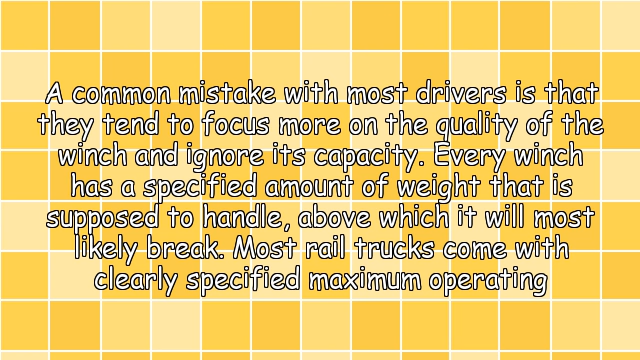 A common mistake with most drivers is that
they tend to focus more on the quality of the
winch and ignore its capacity. Every winch
has a specified amount of weight that is
supposed to handle, above which it will most
likely break. Most rail trucks come with
clearly specified maximum operating